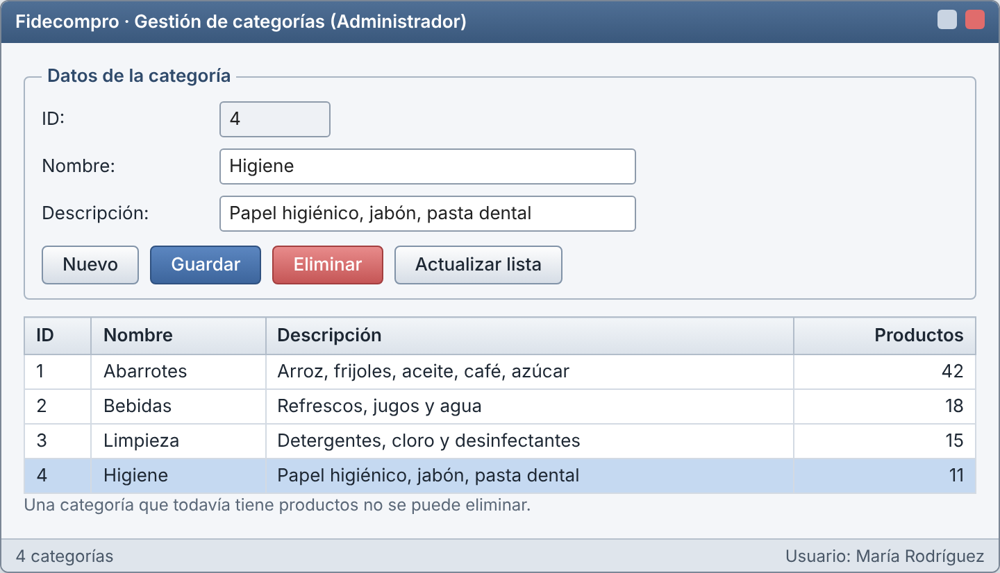 Fidecompro · Gestión de categorías (Administrador)
Datos de la categoría
ID: 4
Nombre: Higiene
Descripción: Papel higiénico, jabón, pasta dental
Nuevo Guardar Eliminar Actualizar lista
ID Nombre Descripción Productos
1 Abarrotes Arroz, frijoles, aceite, café, azúcar 42
2 Bebidas Refrescos, jugos y agua 18
3 Limpieza Detergentes, cloro y desinfectantes 15
4 Higiene Papel higiénico, jabón, pasta dental 11
Una categoría que todavía tiene productos no se puede eliminar.
4 categorías Usuario: María Rodríguez